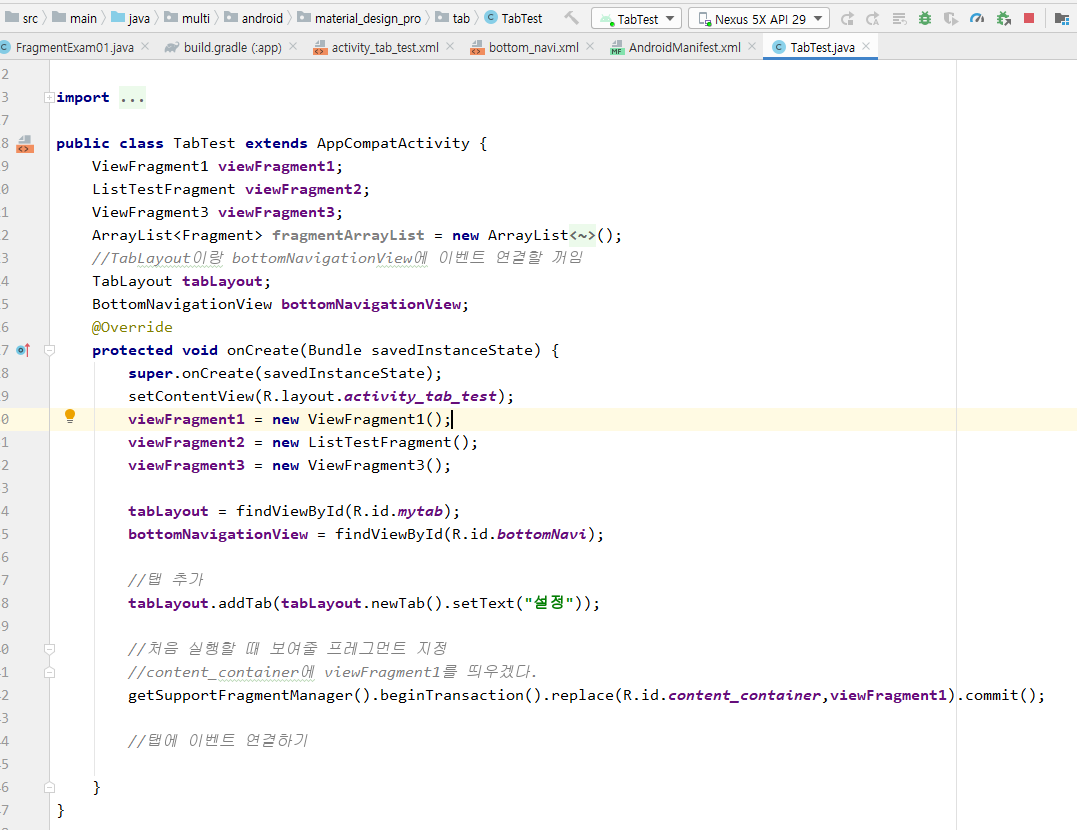 src main java multi android material_design_pro tab TabTest TabTest Nexus 5X API 29
FragmentExam01.java build.gradle (:app) activity_tab_test.xml bottom_navi.xml AndroidManifest.xml TabTest.java
2
3 import ...
7
8 public class TabTest extends AppCompatActivity {
9 ViewFragment1 viewFragment1;
0 ListTestFragment viewFragment2;
1 ViewFragment3 viewFragment3;
2 ArrayList<Fragment> fragmentArrayList = new ArrayList<~>();
3 //TabLayout이랑 bottomNavigationView에 이벤트 연결할 꺼임
4 TabLayout tabLayout;
5 BottomNavigationView bottomNavigationView;
6 @Override
7 protected void onCreate(Bundle savedInstanceState) {
8 super.onCreate(savedInstanceState);
9 setContentView(R.layout.activity_tab_test);
0 viewFragment1 = new ViewFragment1();
1 viewFragment2 = new ListTestFragment();
2 viewFragment3 = new ViewFragment3();
3
4 tabLayout = findViewById(R.id.mytab);
5 bottomNavigationView = findViewById(R.id.bottomNavi);
6
7 //탭 추가
8 tabLayout.addTab(tabLayout.newTab().setText("설정"));
9
0 //처음 실행할 때 보여줄 프레그먼트 지정
1 //content_container에 viewFragment1를 띄우겠다.
2 getSupportFragmentManager().beginTransaction().replace(R.id.content_container,viewFragment1).commit();
3
4 //탭에 이벤트 연결하기
5
6 }
7 }